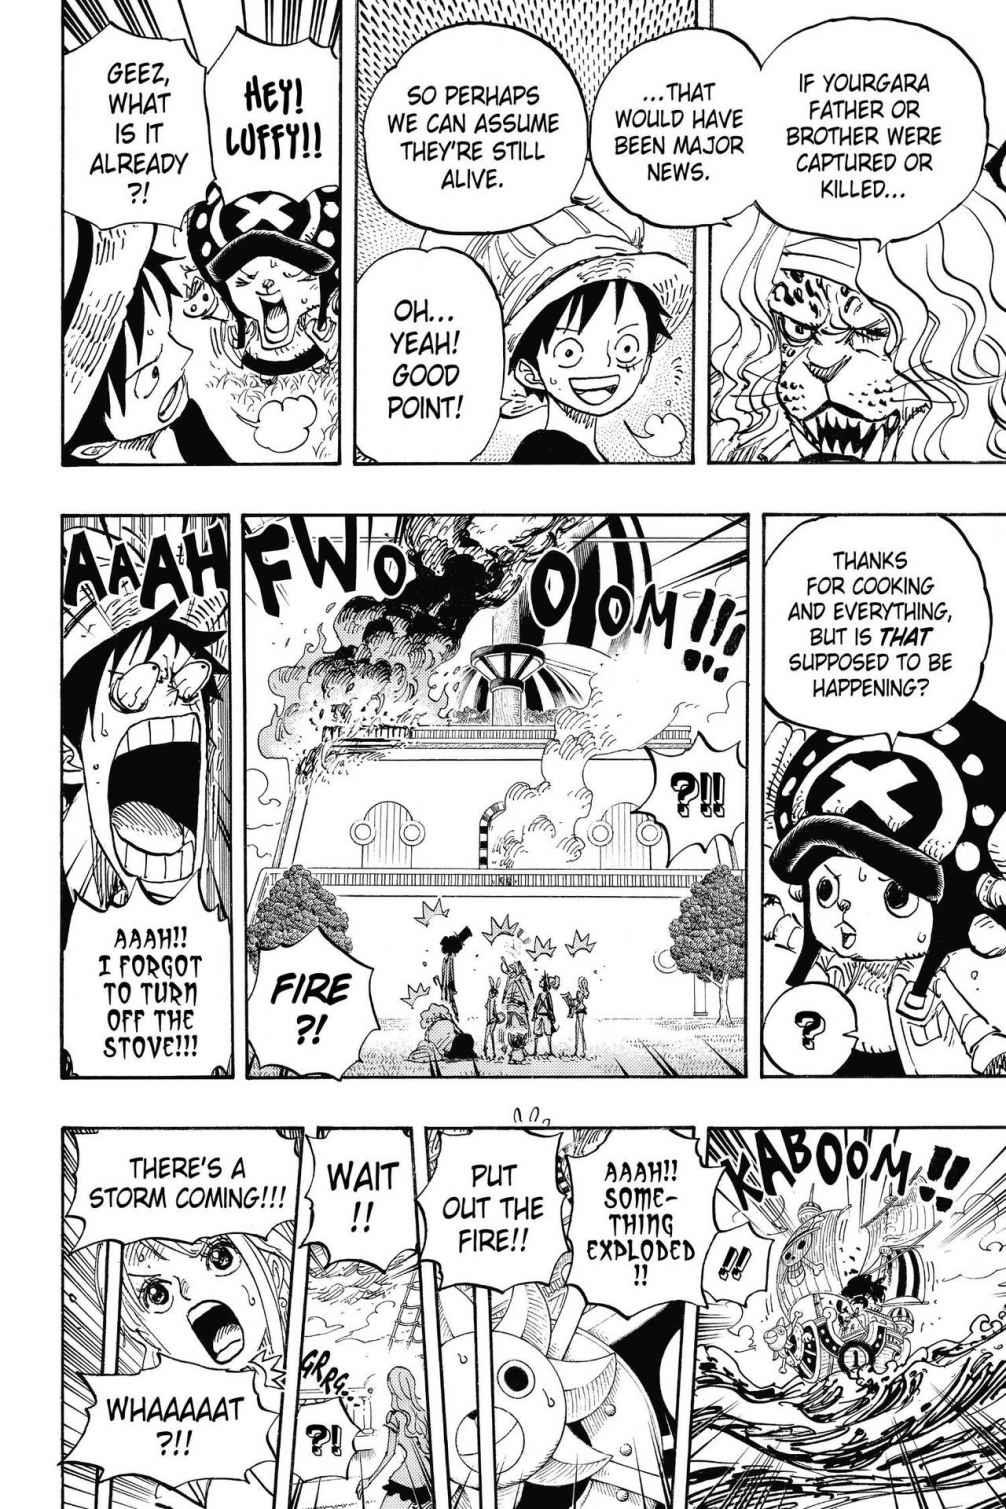 IF YOURGARA
FATHER OR
BROTHER WERE
CAPTURED OR
KILLED...
...THAT
WOULD HAVE
BEEN MAJOR
NEWS.
SO PERHAPS
WE CAN ASSUME
THEY'RE STILL
ALIVE.
OH...
YEAH!
GOOD
POINT!
HEY!
LUFFY!!
GEEZ,
WHAT
IS IT
ALREADY
?!
THANKS
FOR COOKING
AND EVERYTHING,
BUT IS THAT
SUPPOSED TO BE
HAPPENING?
?
FWOOOM!!!
?!!
FIRE
?!
AAAH
AAAH!!
I FORGOT
TO TURN
OFF THE
STOVE!!!
KABOOM!!
!!
AAAH!!
SOME-
THING
EXPLODED
!!
PUT
OUT THE
FIRE!!
WAIT
!!
GRRG...
?!
THERE'S A
STORM COMING!!!
WHAAAAAT
?!!